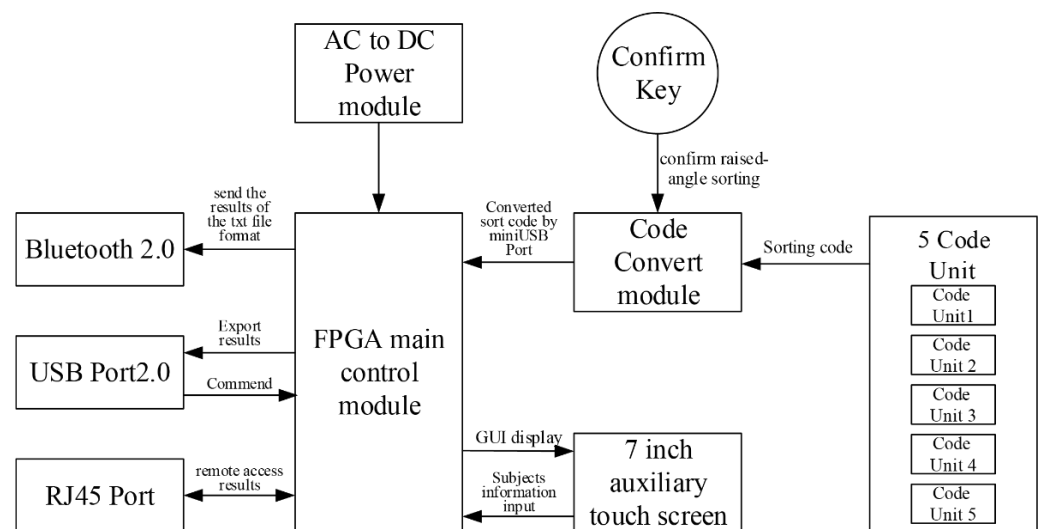 AC to DC
Power
module
Confirm
Key
confirm raised-
angle sorting
send the
results of
the txt file
format
Converted
sort code by
miniUSB
Port
Bluetooth 2.0
Code
Convert
module
Sorting code
5 Code
Unit
Code
Unit1
Code
Unit 2
Code
Unit 3
Code
Unit 4
Code
Unit 5
Export
results
USB Port2.0
Commend
FPGA main
control
module
GUI display
7 inch
auxiliary
touch screen
Subjects
information
input
RJ45 Port
remote access
results